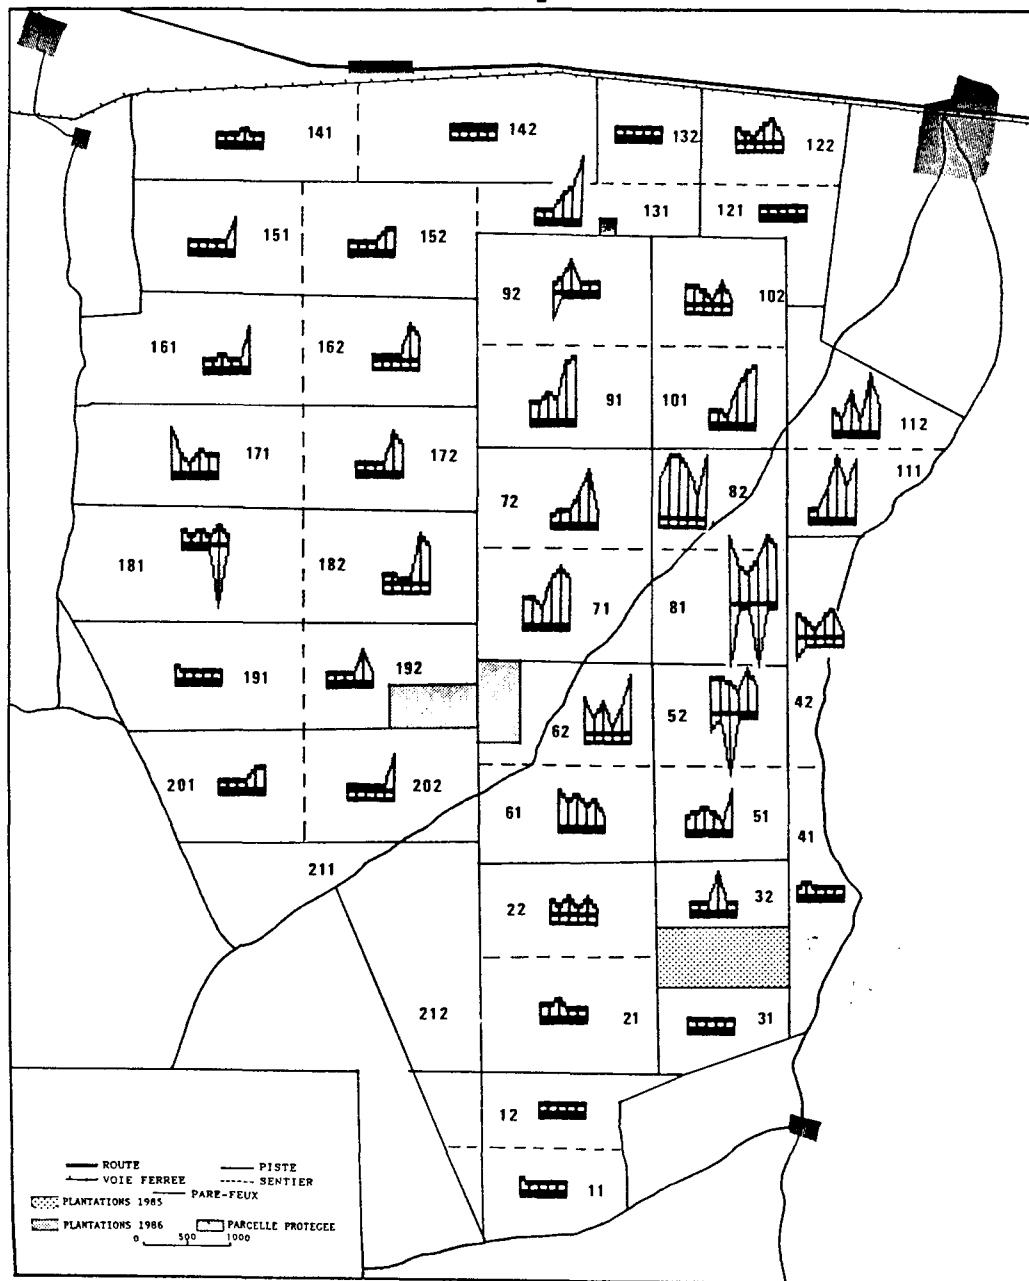 141 142 132 122
151 152 131 121
92 102
161 162
91 101 112
171 172 72 82 111
181 182
71 81
191 192
62 52 42
201 202 61 51
41
211
22 32
212 21 31
12
11
ROUTE PISTE
VOIE FERREE SENTIER
PARE-FEUX
PLANTATIONS 1985
PLANTATIONS 1986 PARCELLE PROTEGEE
0 500 1000